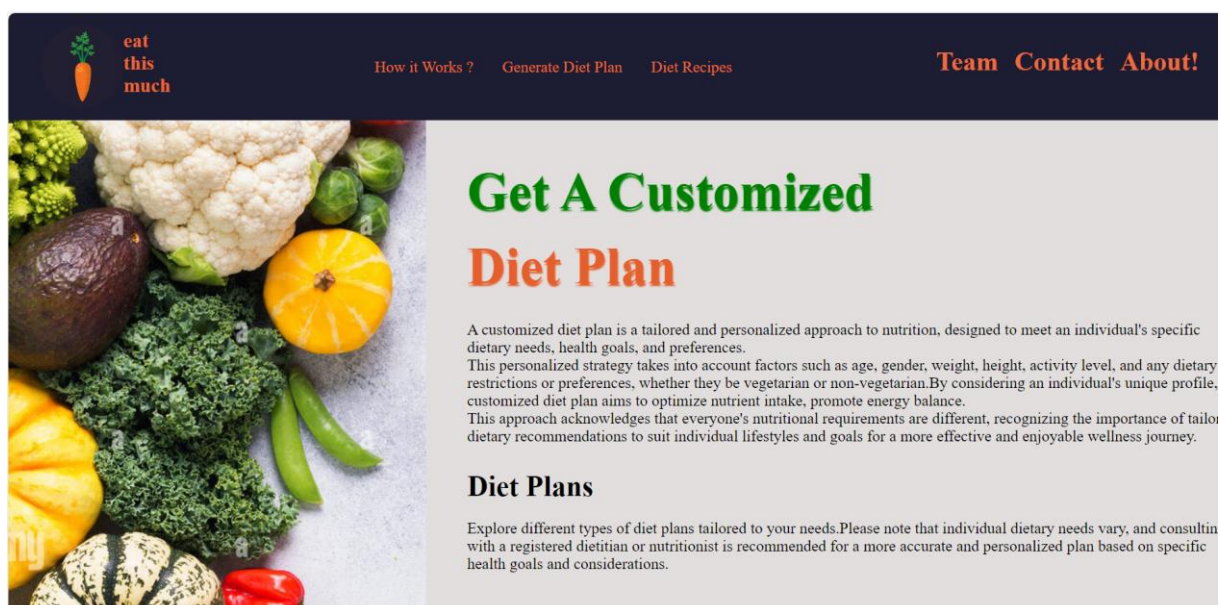 eat
this
much
How it Works ? Generate Diet Plan Diet Recipes
Team Contact About!
Get A Customized
Diet Plan
A customized diet plan is a tailored and personalized approach to nutrition, designed to meet an individual's specific
dietary needs, health goals, and preferences.
This personalized strategy takes into account factors such as age, gender, weight, height, activity level, and any dietary
restrictions or preferences, whether they be vegetarian or non-vegetarian.By considering an individual's unique profile,
customized diet plan aims to optimize nutrient intake, promote energy balance.
This approach acknowledges that everyone's nutritional requirements are different, recognizing the importance of tailor
dietary recommendations to suit individual lifestyles and goals for a more effective and enjoyable wellness journey.
Diet Plans
Explore different types of diet plans tailored to your needs.Please note that individual dietary needs vary, and consultin
with a registered dietitian or nutritionist is recommended for a more accurate and personalized plan based on specific
health goals and considerations.